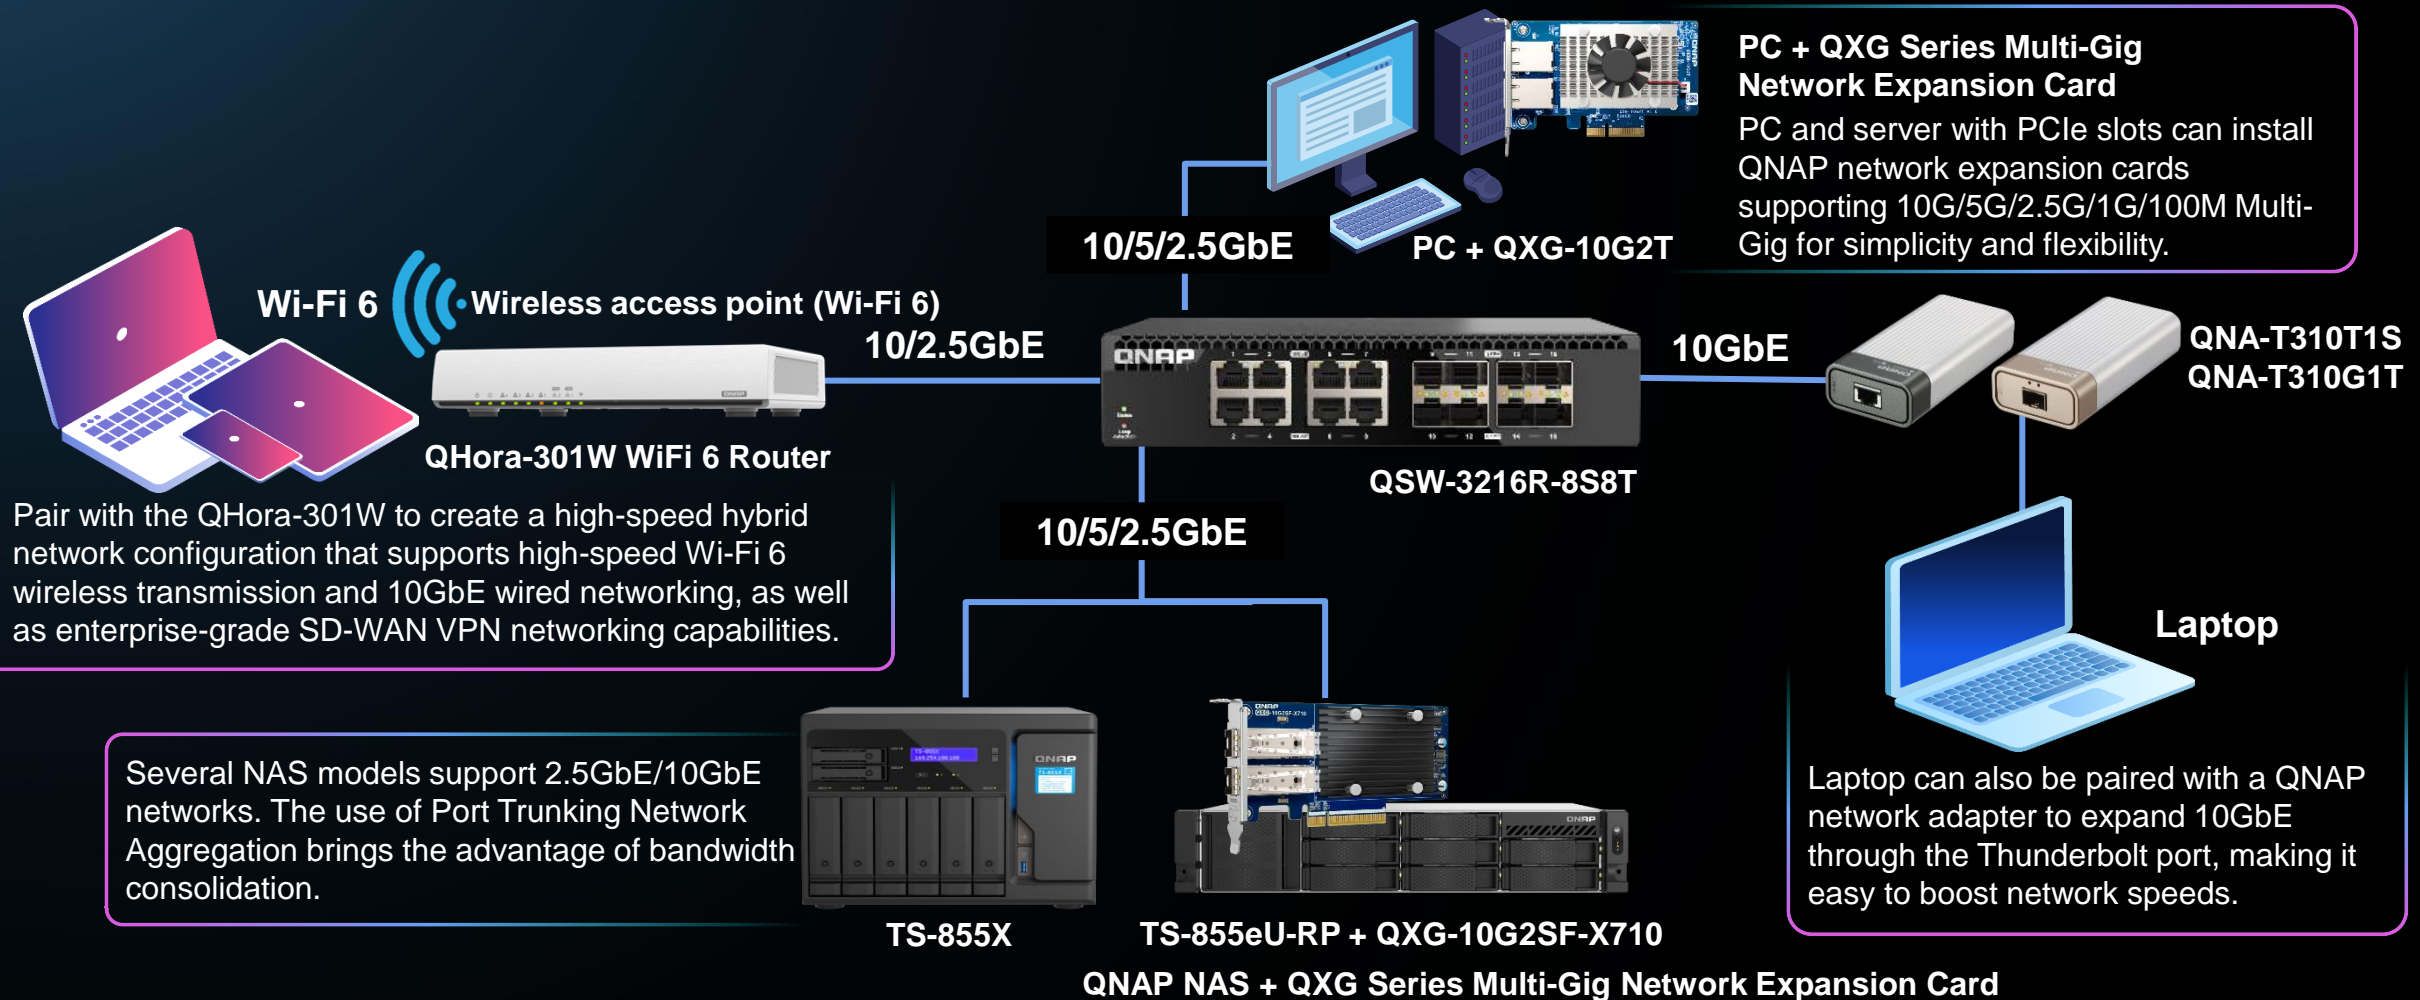 PC + QXG Series Multi-Gig
Network Expansion Card
PC and server with PCIe slots can install
QNAP network expansion cards
supporting 10G/5G/2.5G/1G/100M Multi-
Gig for simplicity and flexibility.
10/5/2.5GbE
PC + QXG-10G2T
Wi-Fi 6
Wireless access point (Wi-Fi 6)
10/2.5GbE
QHora-301W WiFi 6 Router
QNAP
QSW-3216R-8S8T
10GbE
QNA-T310T1S
QNA-T310G1T
Pair with the QHora-301W to create a high-speed hybrid
network configuration that supports high-speed Wi-Fi 6
wireless transmission and 10GbE wired networking, as well
as enterprise-grade SD-WAN VPN networking capabilities.
10/5/2.5GbE
Laptop
Laptop can also be paired with a QNAP
network adapter to expand 10GbE
through the Thunderbolt port, making it
easy to boost network speeds.
Several NAS models support 2.5GbE/10GbE
networks. The use of Port Trunking Network
Aggregation brings the advantage of bandwidth
consolidation.
QNAP
TS-855X
QNAP
QNAP
TS-855X
TS-855eU-RP + QXG-10G2SF-X710
QNAP NAS + QXG Series Multi-Gig Network Expansion Card